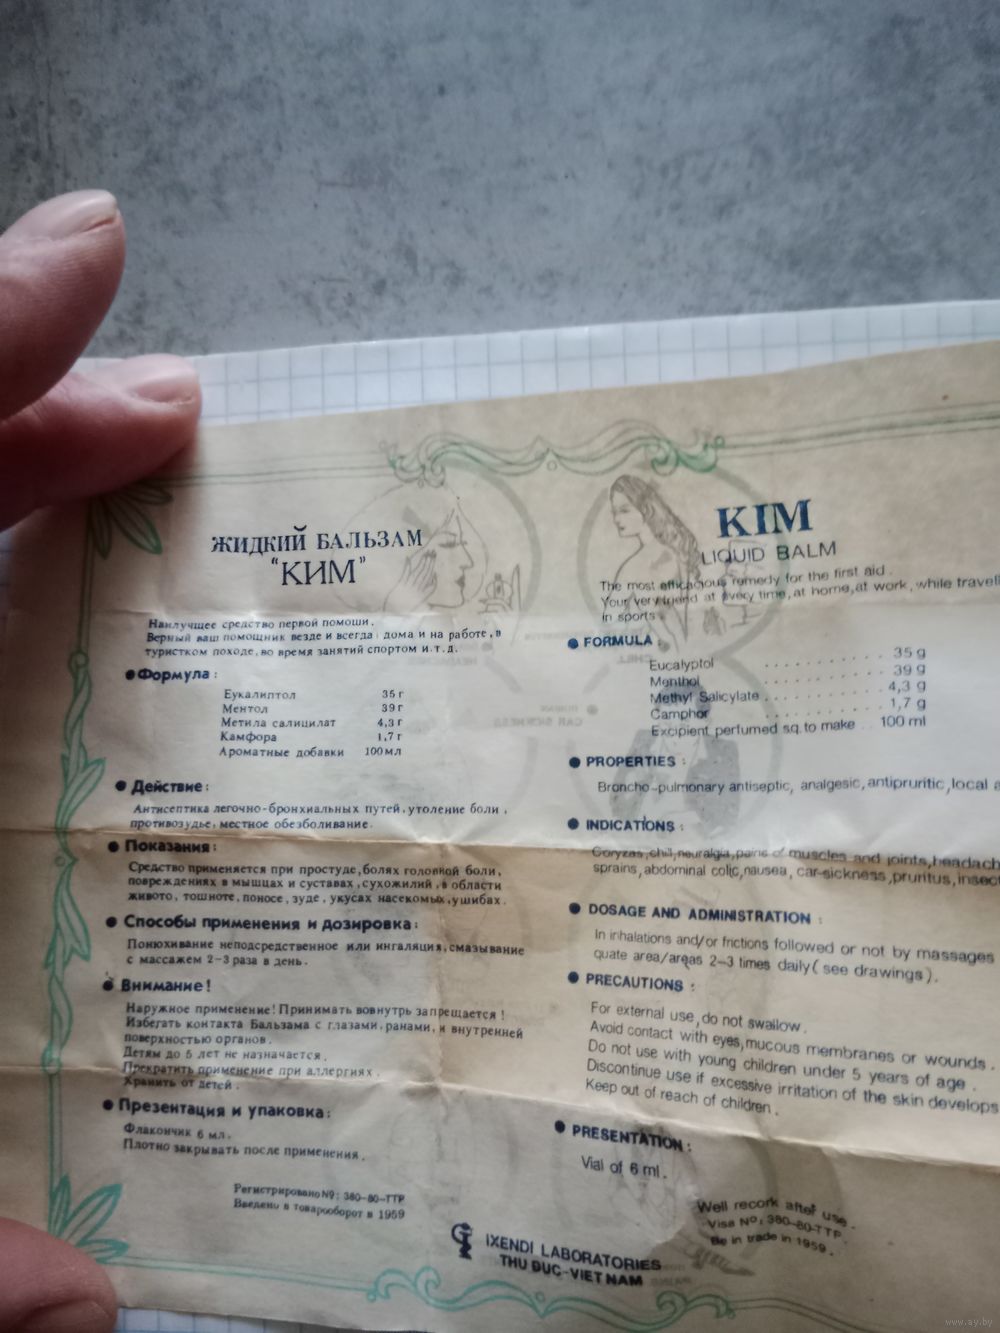 ЖИДКИЙ БАЛЬЗАМ
"КИМ"
Наилучшее средство первой помоши.
Верный ваш помощник везде и всегда: дома и на работе, в
туристком походе, во время занятий спортом и.т.д.
●Формула:
Еукалиптол 35 г
Ментол 39 г
Метила салицилат 4,3 г
Камфора 1,7 г
Ароматные добавки 100 мл
● Действие:
Антисептика легочно-бронхиальных путей, утоление боли,
противозудье, местное обезболивание.
● Показания:
Средство применяется при простуде, болях головной боли,
повреждениях в мышцах и суставах, сухожилий, в области
живото, тошноте, поносе, зуде, укусах насекомых, ушибах.
● Способы применения и дозировка:
Понюхивание неподсредственное или ингаляция, смазывание
с массажем 2-3 раза в день.
● Внимание!
Наружное применение! Принимать вовнутрь запрещается!
Избегать контакта Бальзама с глазами, ранами, и внутренней
поверхностью органов.
Детям до 5 лет не назначается.
Прекратить применение при аллергиях.
Хранить от детей.
● Презентация и упаковка:
Флакончик 6 мл.
Плотно закрывать после применения.
Регистрировано №: 380-80-TTP
Введено в товарооборот в 1959
KIM
LIQUID BALM
The most efficacious remedy for the first aid.
Your very friend at every time, at home, at work, while travell
in sports.
● FORMULA:
Eucalyptol . . . . . . . . . . 35 g
Menthol 39 g
Methyl Salicylate . . . . . . . . . . 4,3 g
Camphor . . . . . . . . . . 1,7 g
Excipient perfumed sq. to make . . 100 ml
● PROPERTIES:
Broncho-pulmonary antiseptic, analgesic, antipruritic, local a
● INDICATIONS:
Coryzas, chill, neuralgia, pains of muscles and joints, headach
sprains, abdominal colic, nausea, car-sickness, pruritus, insect
● DOSAGE AND ADMINISTRATION:
In inhalations and/or frictions followed or not by massages
quate area/areas 2-3 times daily (see drawings).
● PRECAUTIONS:
For external use, do not swallow.
Avoid contact with eyes, mucous membranes or wounds.
Do not use with young children under 5 years of age.
Discontinue use if excessive irritation of the skin develops
Keep out of reach of children.
● PRESENTATION:
Vial of 6 ml.
Well recork after use.
Visa No: 380-80-TTP.
Be in trade in 1959.
IXENDI LABORATORIES
THU DUC-VIET NAM
www.ay.by